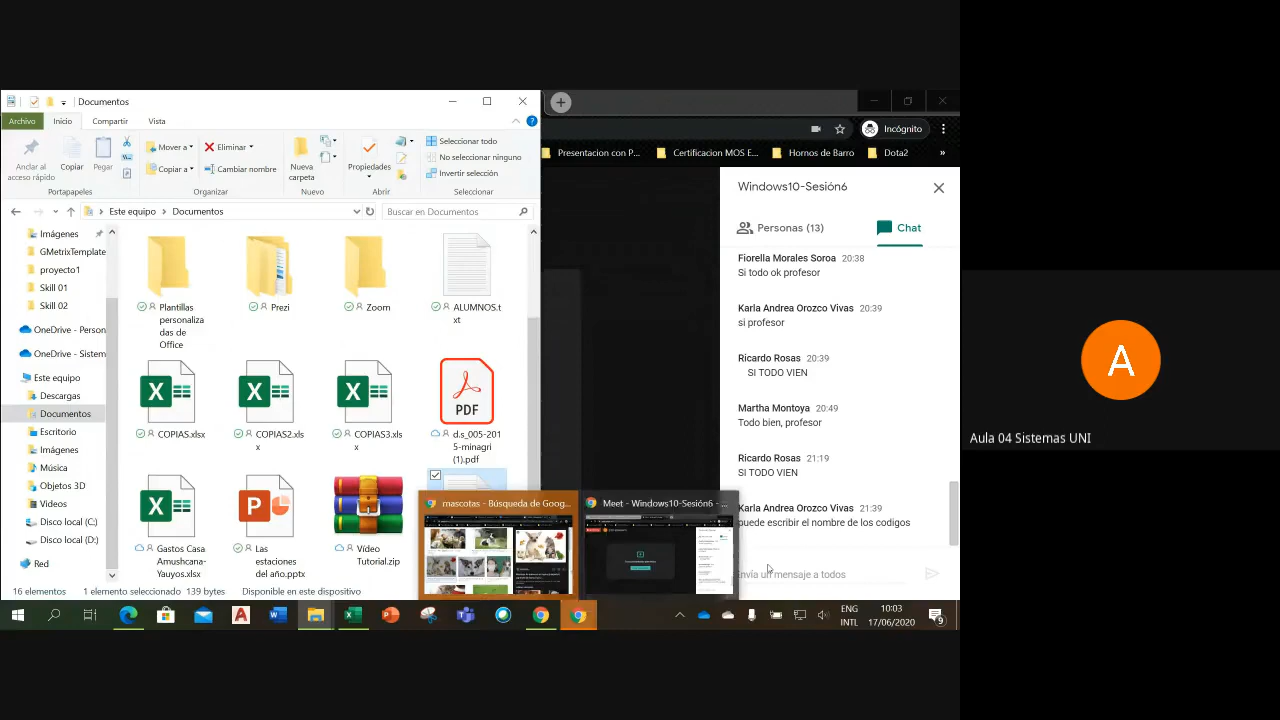 Documentos
Archivo
Inicio
Compartir
Vista
Andar al
acceso rápido
Copiar
Pegar
Mover a
Copiar a
Eliminar
Cambiar nombre
Nueva
carpeta
Propiedades
Seleccionar todo
No seleccionar ninguno
Invertir selección
Portapapeles
Organizar
Nuevo
Abrir
Seleccionar
Este equipo > Documentos
Buscar en Documentos
Imágenes
GMetrixTemplate
proyecto1
Skill 01
Skill 02
OneDrive - Person
OneDrive - Sistem
Este equipo
Descargas
Documentos
Escritorio
Imágenes
Música
Objetos 3D
Videos
Disco local (C:)
Disco local (D:)
Red
Plantillas
personaliza
das de
Office
Prezi
Zoom
ALUMNOS.t
xt
COPIAS.xlsx
COPIAS2.xls
x
COPIAS3.xls
x
PDF
d.s_005-201
5-minagri
(1).pdf
Gastos Casa
Amushcana-
Yauyos.xlsx
Las
estaciones
del año.pptx
Vídeo
Tutorial.zip
16 elementos
1 elemento seleccionado
139 bytes
Disponible en este dispositivo
mascotas - Búsqueda de Goog...
Meet - Windows10-Sesión6 - ...
Incógnito
Presentacion con P...
Certificacion MOS E...
Hornos de Barro
Dota2
»
Windows10-Sesión6
Personas (13)
Chat
Fiorella Morales Soroa 20:38
Si todo ok profesor
Karla Andrea Orozco Vivas 20:39
si profesor
Ricardo Rosas 20:39
SI TODO VIEN
Martha Montoya 20:49
Todo bien, profesor
Ricardo Rosas 21:19
SI TODO VIEN
Karla Andrea Orozco Vivas 21:39
puede escribir el nombre de los codigos
Envía un mensaje a todos
ENG
INTL
10:03
17/06/2020
9
A
Aula 04 Sistemas UNI